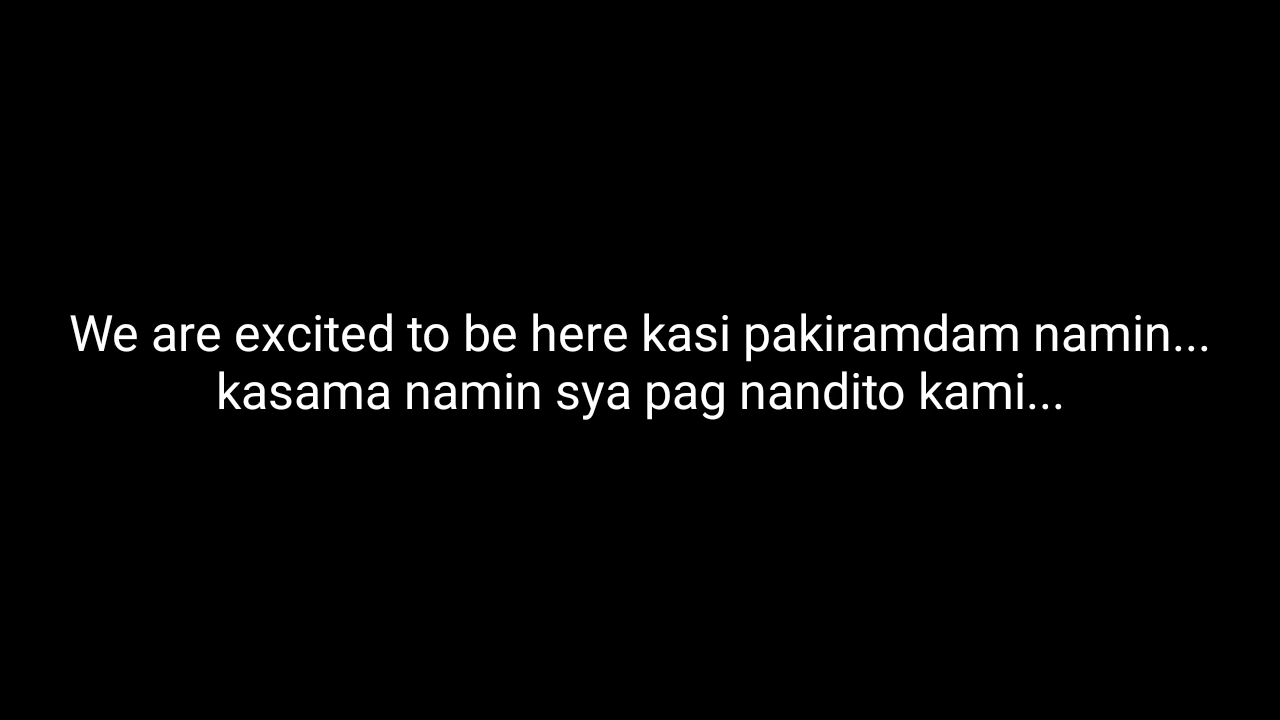 We are excited to be here kasi pakiramdam namin...
kasama namin sya pag nandito kami...